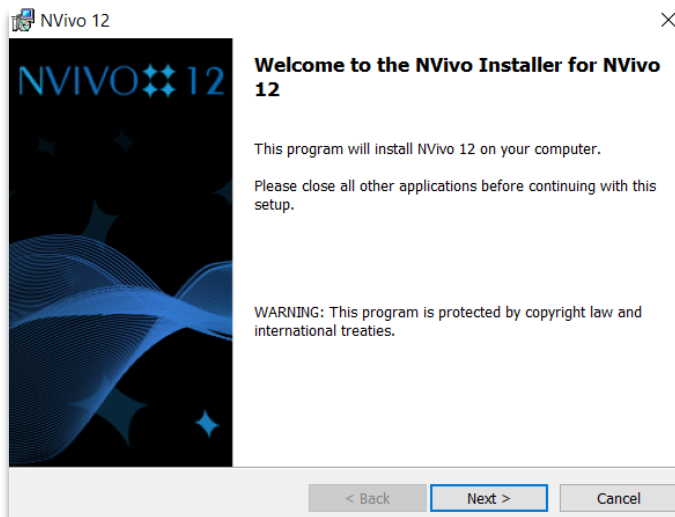 NVivo 12
NVIVO 12
Welcome to the NVivo Installer for NVivo
12
This program will install NVivo 12 on your computer.
Please close all other applications before continuing with this
setup.
WARNING: This program is protected by copyright law and
international treaties.
< Back
Next >
Cancel